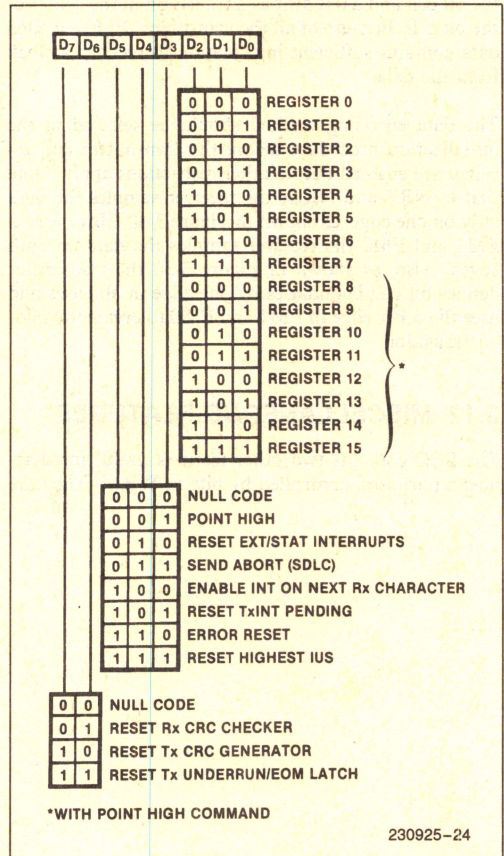 D7 D6 D5 D4 D3 D2 D1 D0
0 0 0 REGISTER 0
0 0 1 REGISTER 1
0 1 0 REGISTER 2
0 1 1 REGISTER 3
1 0 0 REGISTER 4
1 0 1 REGISTER 5
1 1 0 REGISTER 6
1 1 1 REGISTER 7
0 0 0 REGISTER 8
0 0 1 REGISTER 9
0 1 0 REGISTER 10
0 1 1 REGISTER 11
1 0 0 REGISTER 12
1 0 1 REGISTER 13
1 1 0 REGISTER 14
1 1 1 REGISTER 15
*
0 0 0 NULL CODE
0 0 1 POINT HIGH
0 1 0 RESET EXT/STAT INTERRUPTS
0 1 1 SEND ABORT (SDLC)
1 0 0 ENABLE INT ON NEXT Rx CHARACTER
1 0 1 RESET TxINT PENDING
1 1 0 ERROR RESET
1 1 1 RESET HIGHEST IUS
0 0 NULL CODE
0 1 RESET Rx CRC CHECKER
1 0 RESET Tx CRC GENERATOR
1 1 RESET Tx UNDERRUN/EOM LATCH
*WITH POINT HIGH COMMAND
230925-24